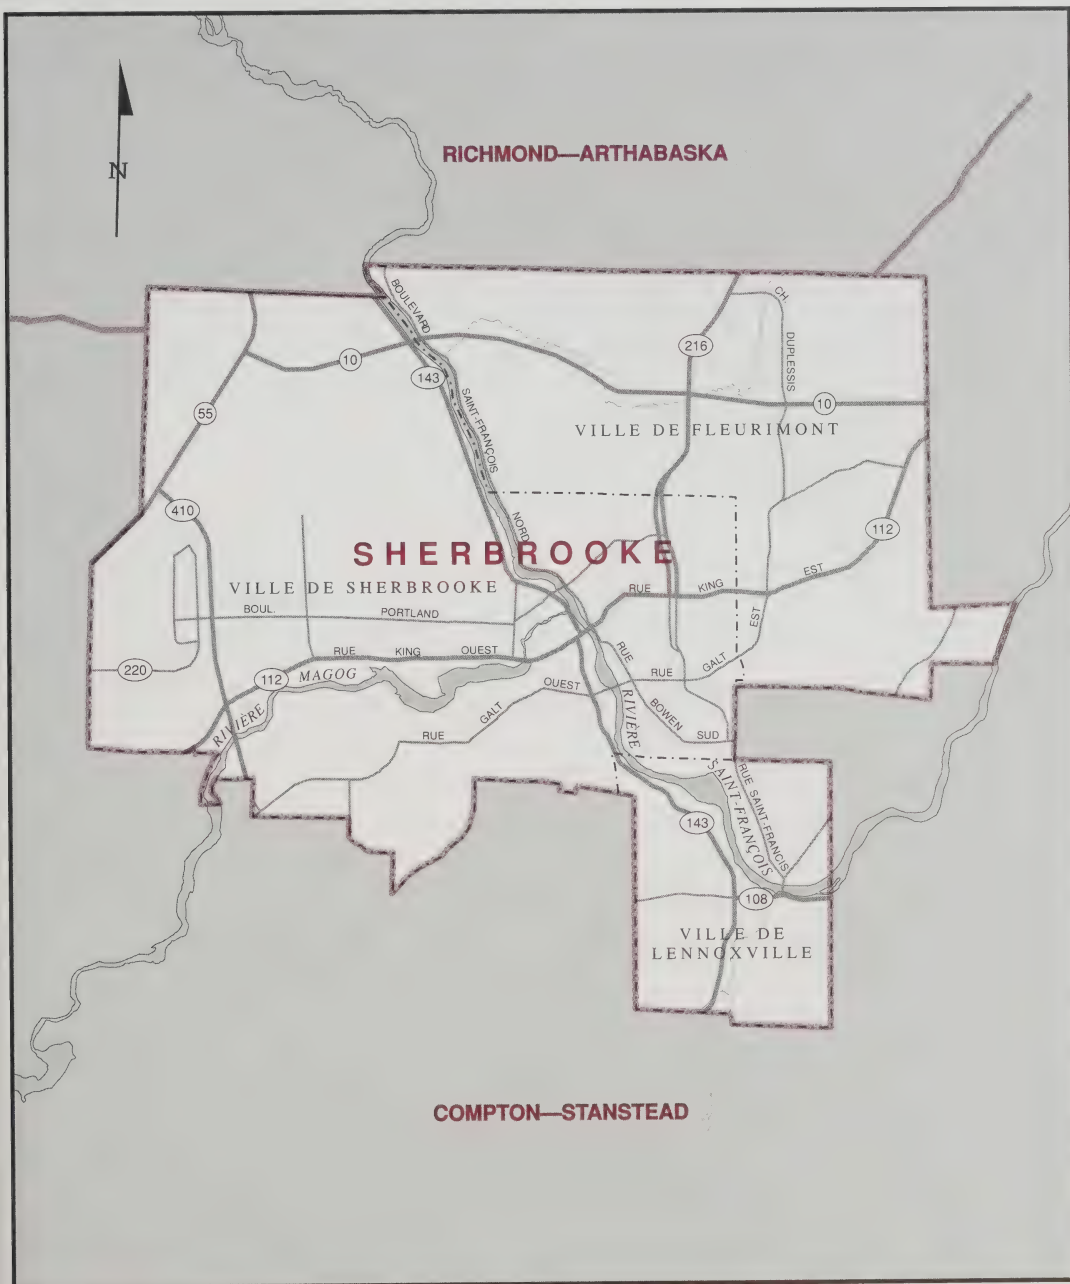 RICHMOND—ARTHABASKA
N
BOULEVARD
SAINT-FRANÇOIS
NORD
CH.
DUPLESSIS
216
10
143
10
55
VILLE DE FLEURIMONT
410
112
SHERBROOKE
VILLE DE SHERBROOKE
RUE KING EST
BOUL. PORTLAND
EST
RUE KING OUEST
RUE
RUE GALT
220
112
MAGOG
RIVIÈRE
OUEST
GALT
RUE
RIVIÈRE
BOWEN
SUD
SAINT-FRANÇOIS
RUE SAINT-FRANCIS
143
108
VILLE DE
LENNOXVILLE
COMPTON—STANSTEAD